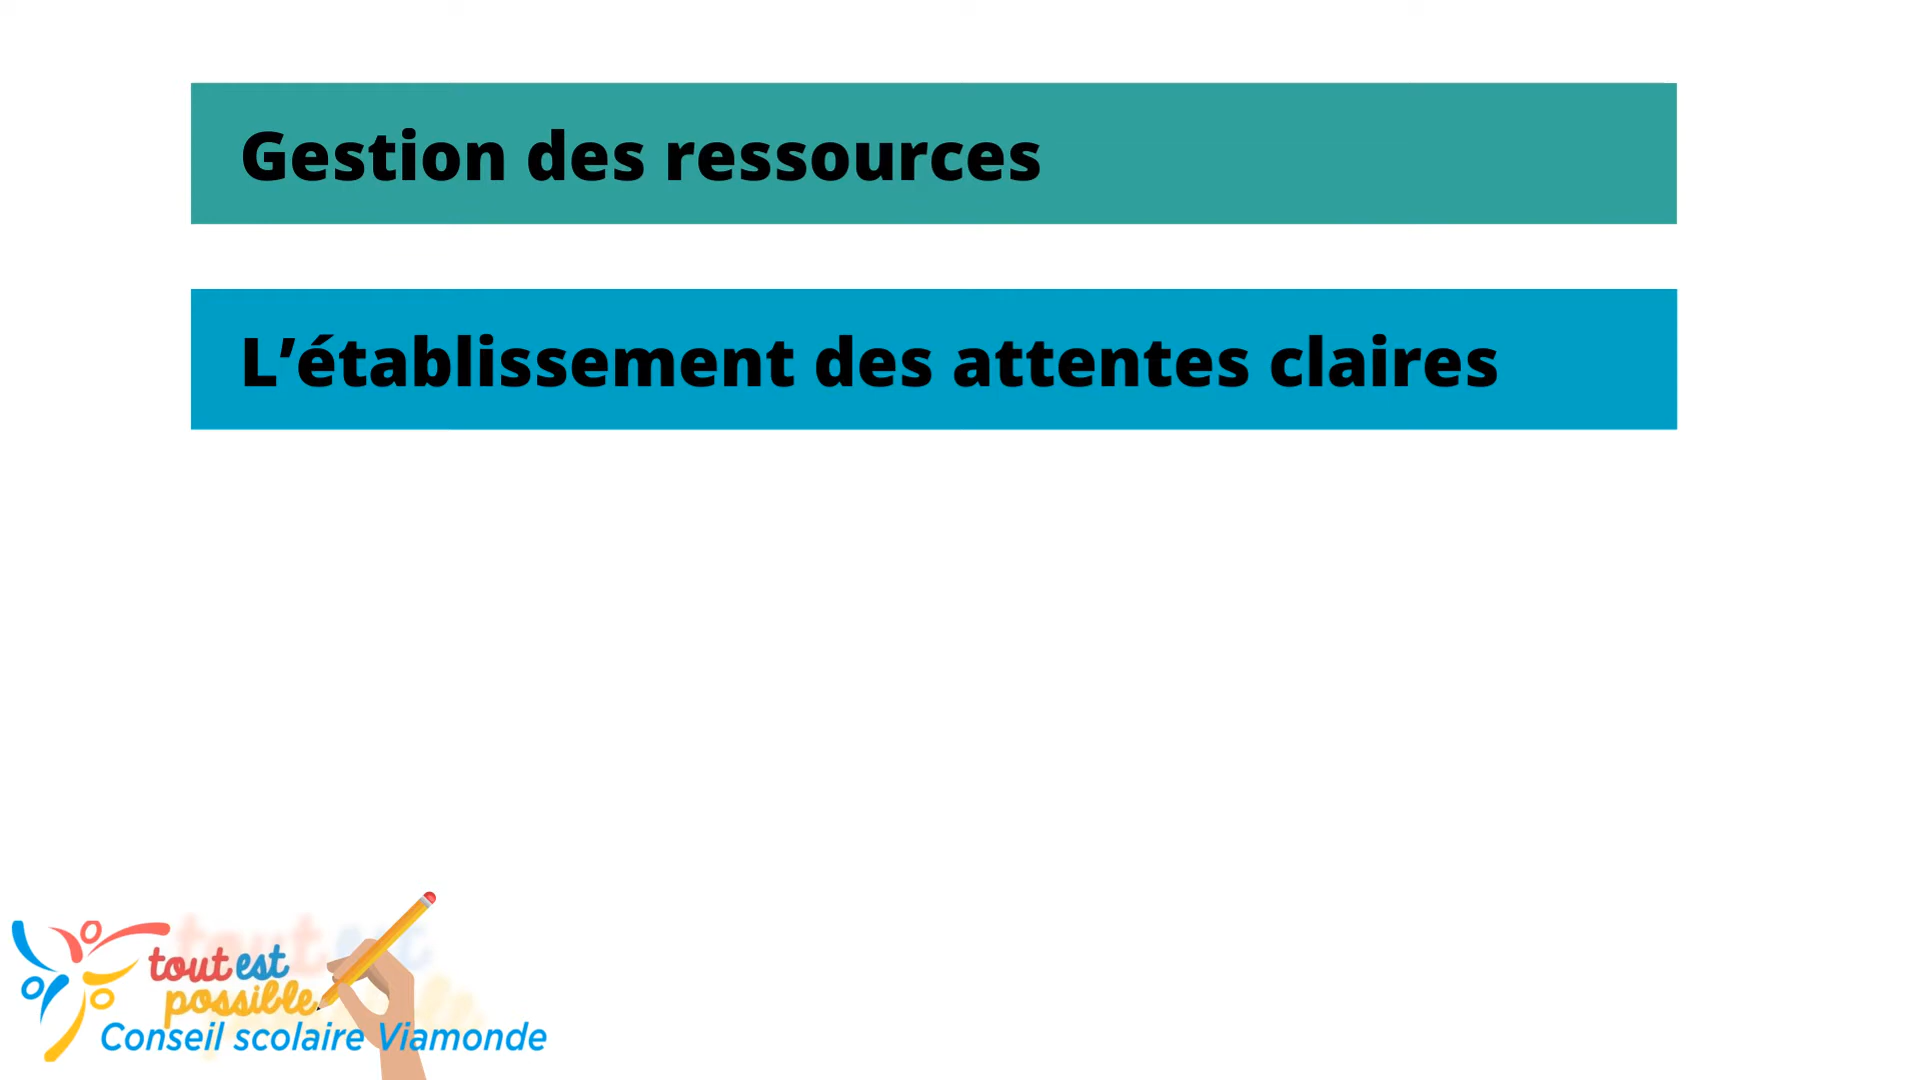 Gestion des ressources
L’établissement des attentes claires
tout est
possible
Conseil scolaire Viamonde